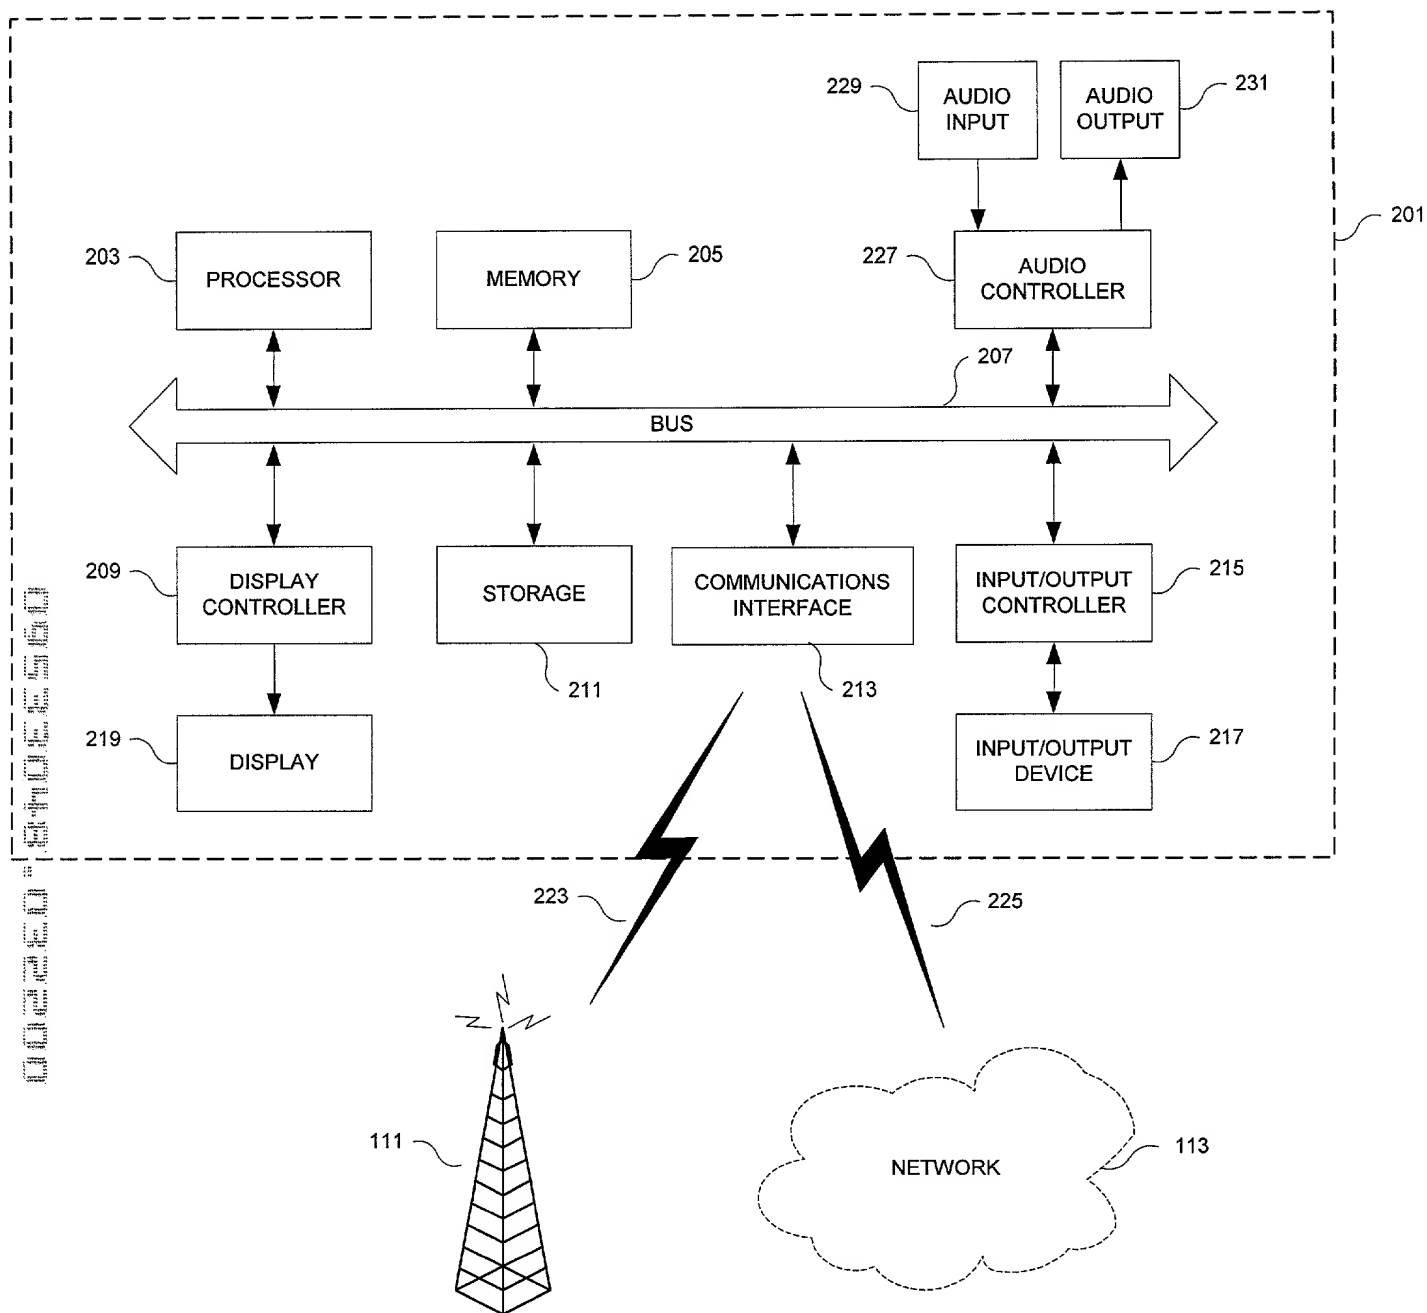 229
AUDIO
INPUT
AUDIO
OUTPUT
231
201
203
PROCESSOR
MEMORY
205
227
AUDIO
CONTROLLER
207
BUS
209
DISPLAY
CONTROLLER
STORAGE
211
COMMUNICATIONS
INTERFACE
213
INPUT/OUTPUT
CONTROLLER
215
219
DISPLAY
INPUT/OUTPUT
DEVICE
217
223
225
111
NETWORK
113
09533048-032200